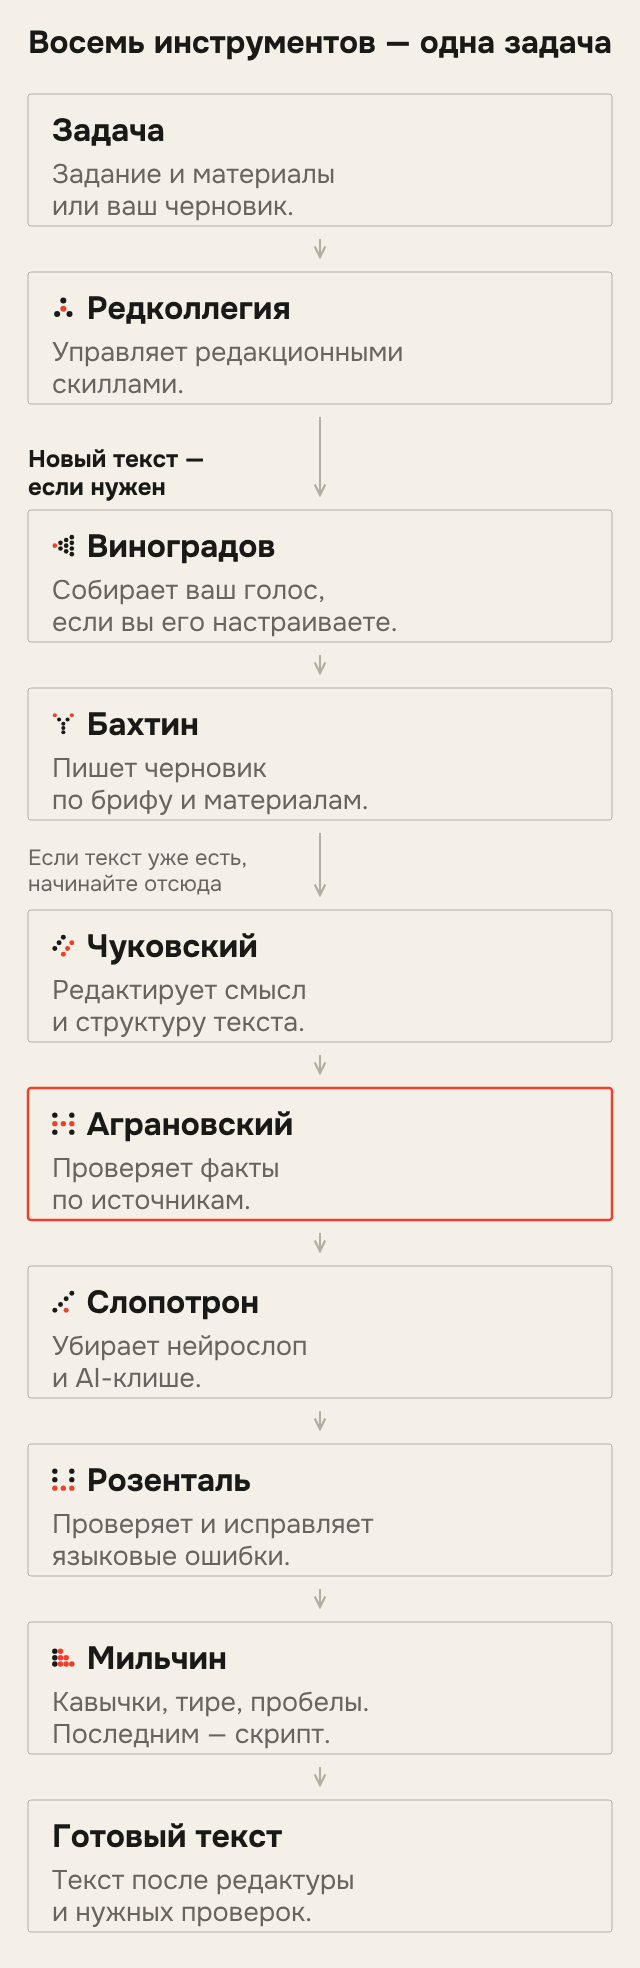 Восемь инструментов — одна задача
Задача
Задание и материалы
или ваш черновик.
Редколлегия
Управляет редакционными
скиллами.
Новый текст —
если нужен
Виноградов
Собирает ваш голос,
если вы его настраиваете.
Бахтин
Пишет черновик
по брифу и материалам.
Если текст уже есть,
начинайте отсюда
Чуковский
Редактирует смысл
и структуру текста.
Аграновский
Проверяет факты
по источникам.
Слопотрон
Убирает нейрослоп
и AI-клише.
Розенталь
Проверяет и исправляет
языковые ошибки.
Мильчин
Кавычки, тире, пробелы.
Последним — скрипт.
Готовый текст
Текст после редактуры
и нужных проверок.